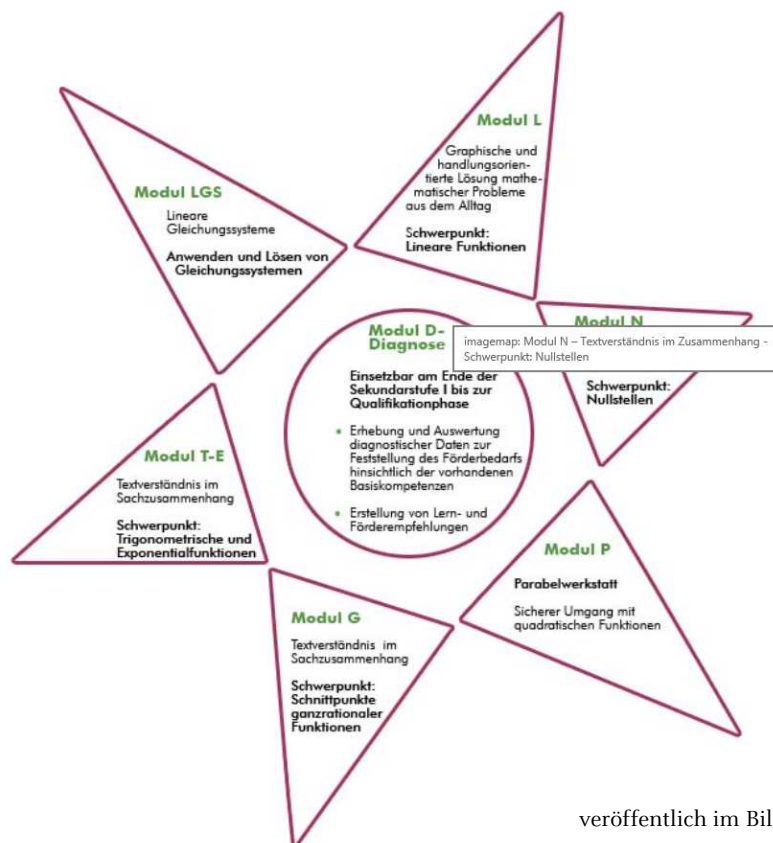 Modul L
Graphische und
handlungsorien-
tierte Lösung mathe-
matischer Probleme
aus dem Alltag
Schwerpunkt:
Lineare Funktionen
Modul LGS
Lineare
Gleichungssysteme
Anwenden und Lösen von
Gleichungssystemen
Modul N
imagemap: Modul N – Textverständnis im Zusammenhang -
Schwerpunkt: Nullstellen
Schwerpunkt:
Nullstellen
Modul D-
Diagnose
Einsetzbar am Ende der
Sekundarstufe I bis zur
Qualifikationphase
• Erhebung und Auswertung
diagnostischer Daten zur
Feststellung des Förderbedarfs
hinsichtlich der vorhandenen
Basiskompetenzen
• Erstellung von Lern- und
Förderempfehlungen
Modul T-E
Textverständnis im
Sachzusammenhang
Schwerpunkt:
Trigonometrische und
Exponentialfunktionen
Modul P
Parabelwerkstatt
Sicherer Umgang mit
quadratischen Funktionen
Modul G
Textverständnis im
Sachzusammenhang
Schwerpunkt:
Schnittpunkte
ganzrationaler
Funktionen
veröffentlich im Bil